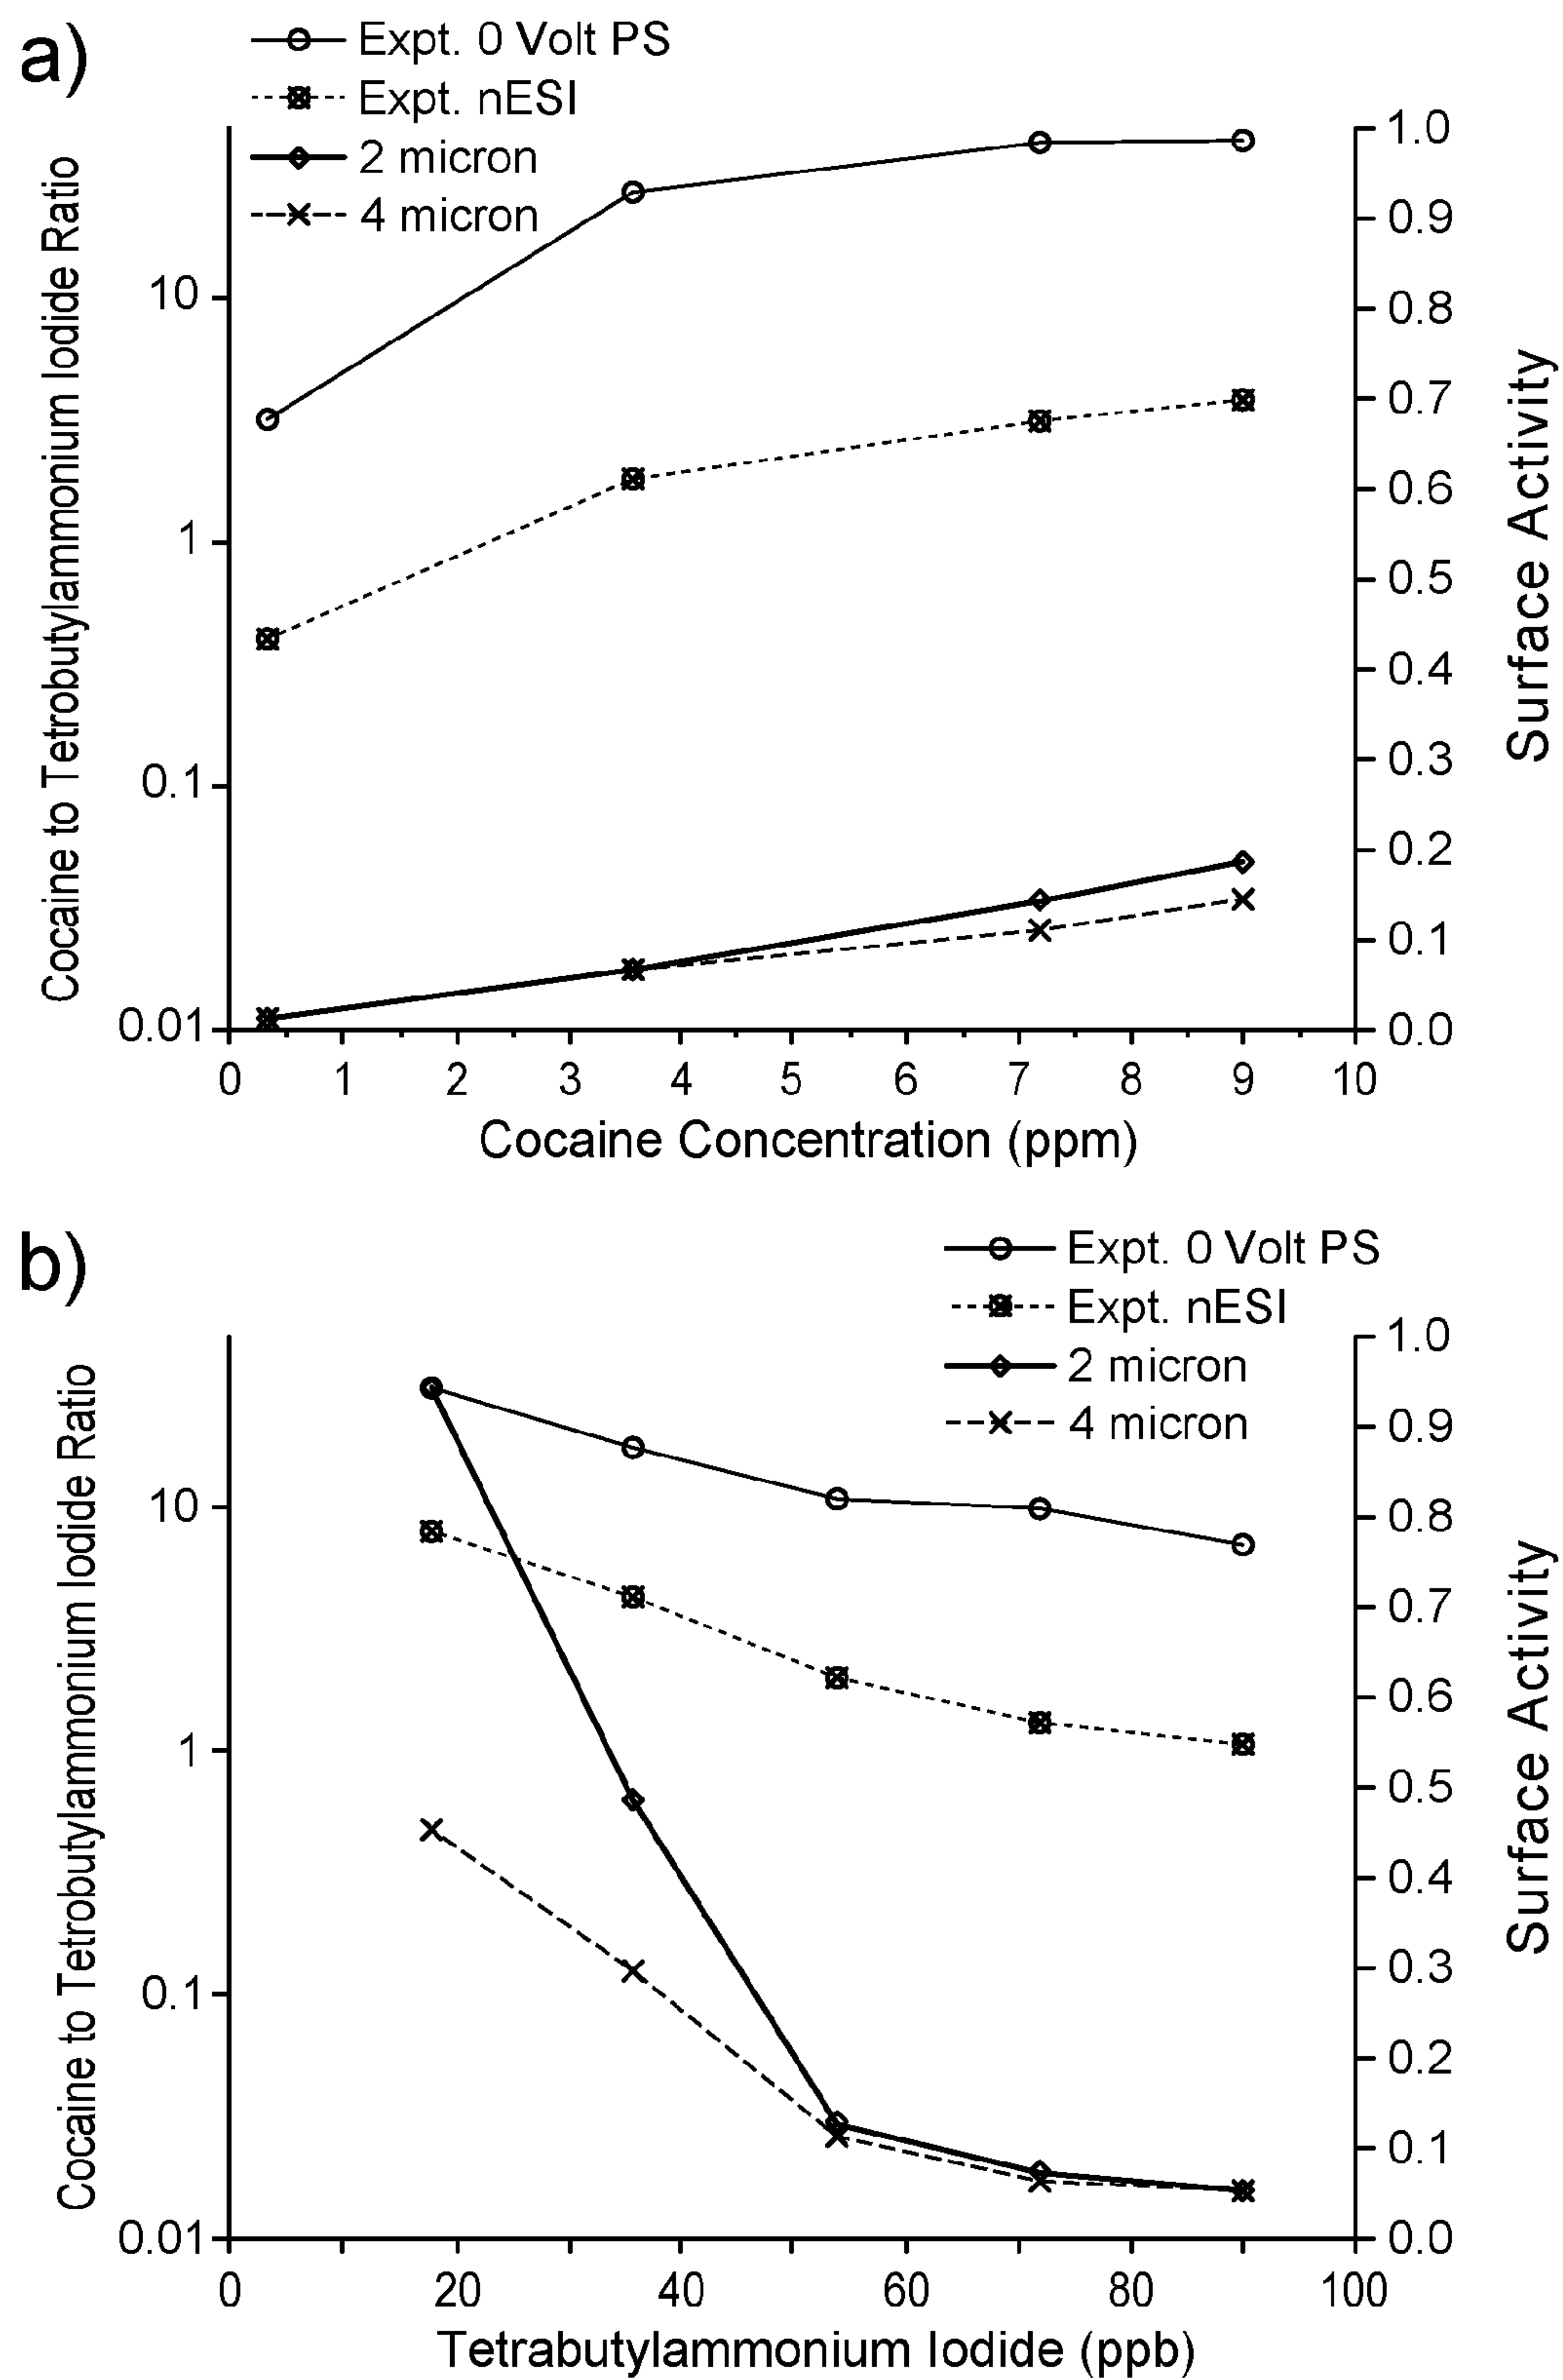 a)
Expt. 0 Volt PS
Expt. nESI
2 micron
4 micron
Cocaine to Tetrobutylammonium Iodide Ratio
10
1
0.1
0.01
1.0
0.9
0.8
0.7
0.6
0.5
0.4
0.3
0.2
0.1
0.0
Surface Activity
0 1 2 3 4 5 6 7 8 9 10
Cocaine Concentration (ppm)
b)
Expt. 0 Volt PS
Expt. nESI
2 micron
4 micron
Cocaine to Tetrobutylammonium Iodide Ratio
10
1
0.1
0.01
1.0
0.9
0.8
0.7
0.6
0.5
0.4
0.3
0.2
0.1
0.0
Surface Activity
0 20 40 60 80 100
Tetrabutylammonium Iodide (ppb)